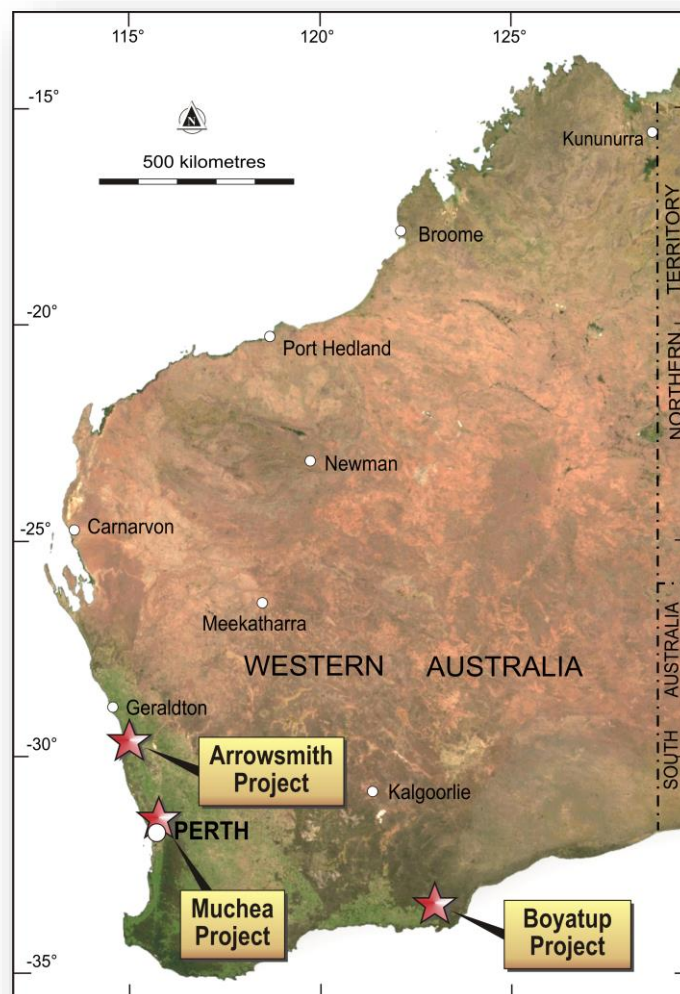 115°
120°
125°
-15°
N
500 kilometres
Kununurra
Broome
NORTHERN TERRITORY
-20°
Port Hedland
Newman
-25°
Carnarvon
Meekatharra
WESTERN AUSTRALIA
SOUTH AUSTRALIA
Geraldton
-30°
Arrowsmith
Project
Kalgoorlie
PERTH
Muchea
Project
Boyatup
Project
-35°